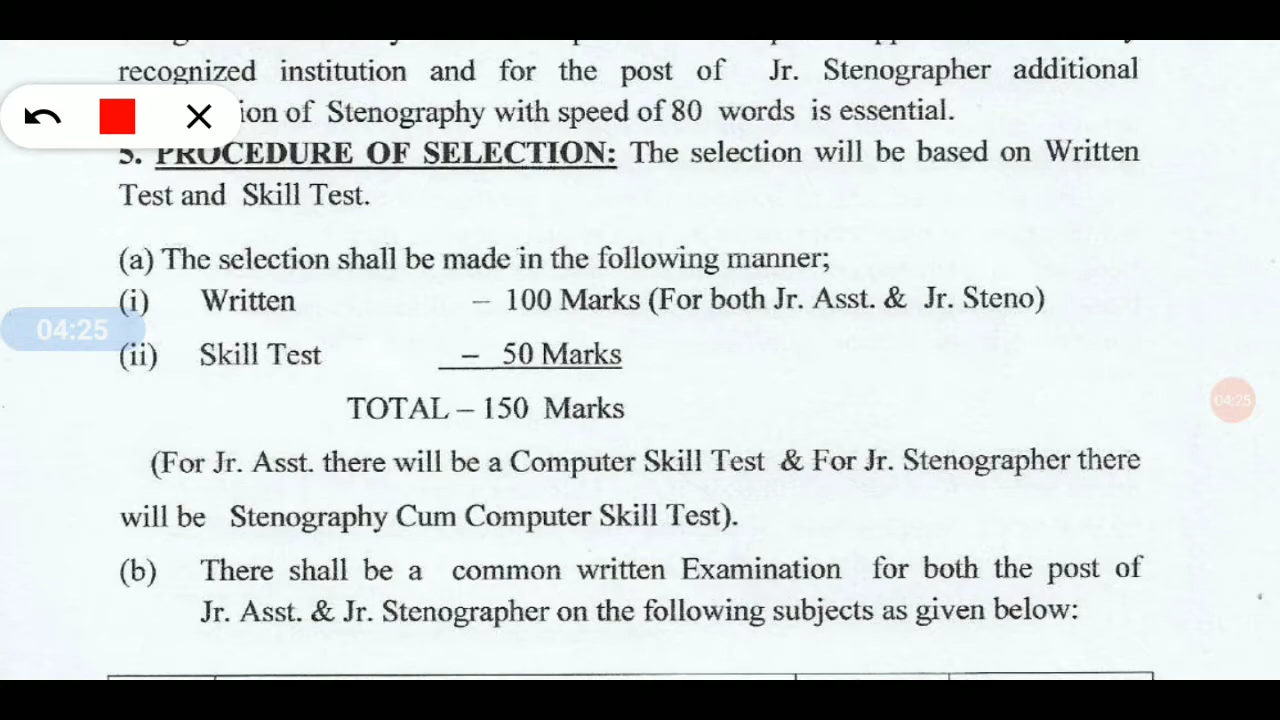 recognized institution and for the post of Jr. Stenographer additional
ion of Stenography with speed of 80 words is essential.
5. PROCEDURE OF SELECTION: The selection will be based on Written
Test and Skill Test.
(a) The selection shall be made in the following manner;
(i) Written – 100 Marks (For both Jr. Asst. & Jr. Steno)
04:25
(ii) Skill Test – 50 Marks
04:25
TOTAL – 150 Marks
(For Jr. Asst. there will be a Computer Skill Test & For Jr. Stenographer there
will be Stenography Cum Computer Skill Test).
(b) There shall be a common written Examination for both the post of
Jr. Asst. & Jr. Stenographer on the following subjects as given below: